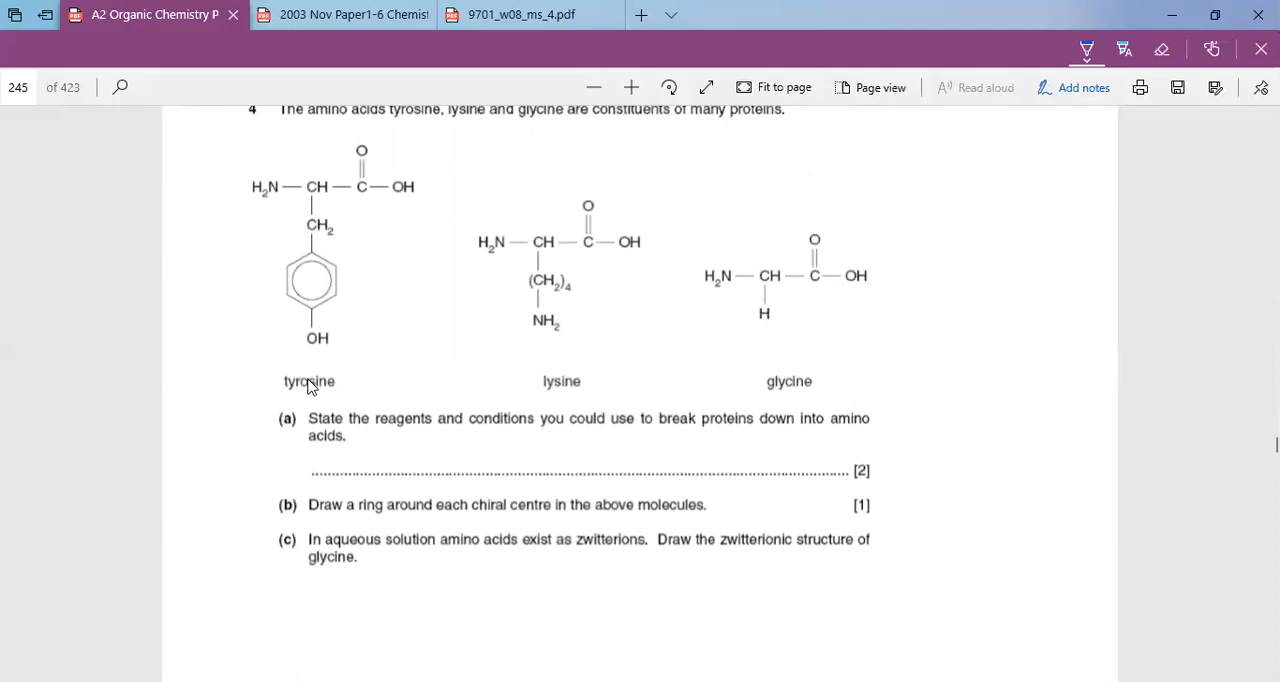 A2 Organic Chemistry P
2003 Nov Paper1-6 Chemist
9701_w08_ms_4.pdf
245 of 423
Fit to page
Page view
Read aloud
Add notes
4 The amino acids tyrosine, lysine and glycine are constituents of many proteins.
O
H₂N — CH — C — OH
CH₂
OH
O
H₂N — CH — C — OH
(CH₂)₄
NH₂
O
H₂N — CH — C — OH
H
tyrosine lysine glycine
(a) State the reagents and conditions you could use to break proteins down into amino
acids.
[2]
(b) Draw a ring around each chiral centre in the above molecules. [1]
(c) In aqueous solution amino acids exist as zwitterions. Draw the zwitterionic structure of
glycine.